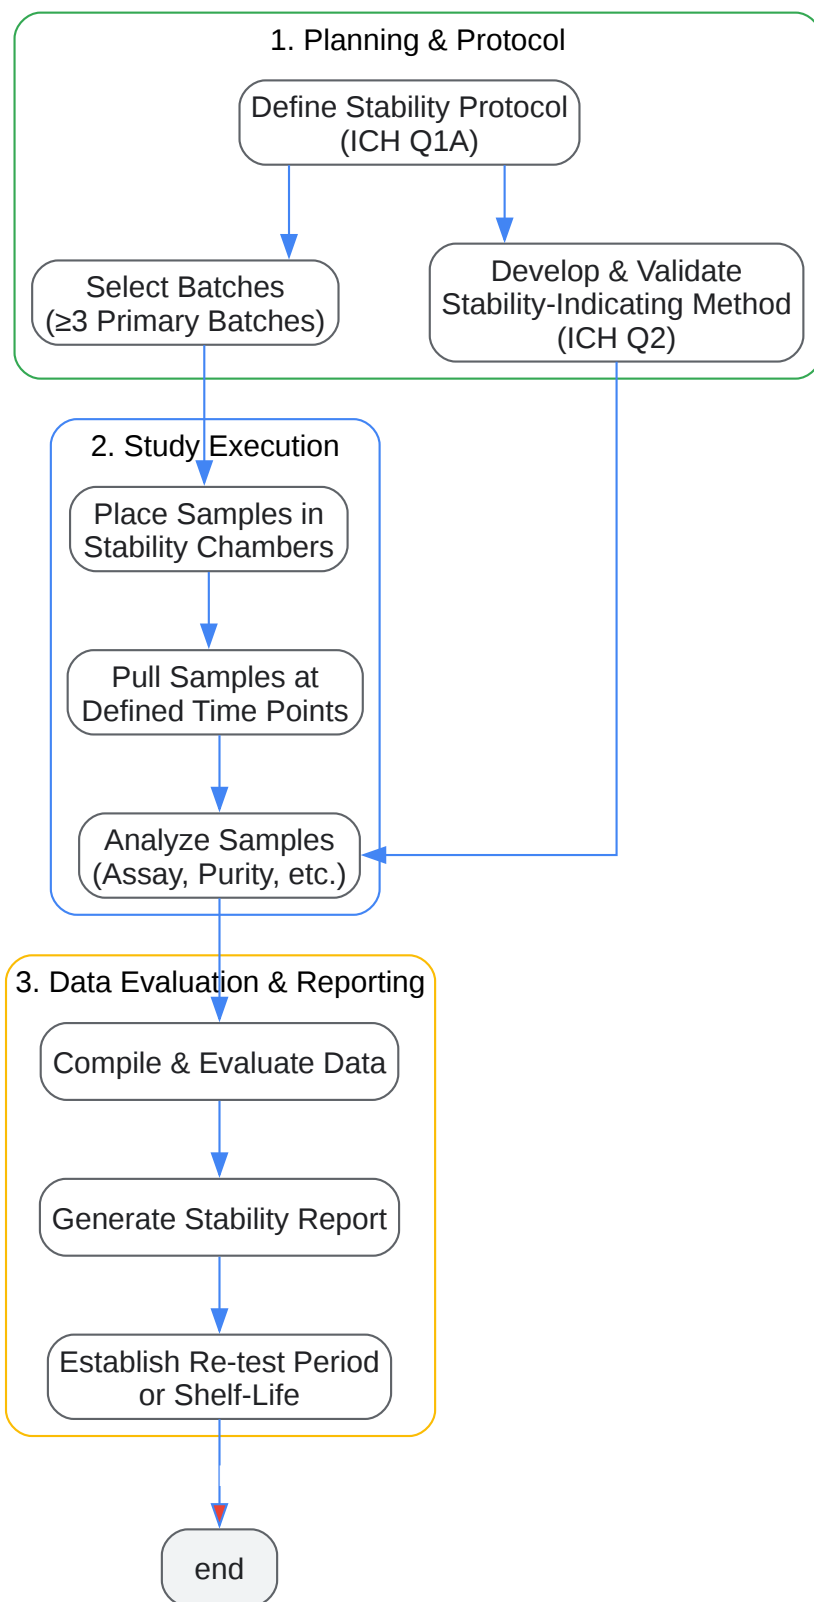 1. Planning & Protocol
Define Stability Protocol
(ICH Q1A)
Select Batches
(≥3 Primary Batches)
Develop & Validate
Stability-Indicating Method
(ICH Q2)
2. Study Execution
Place Samples in
Stability Chambers
Pull Samples at
Defined Time Points
Analyze Samples
(Assay, Purity, etc.)
3. Data Evaluation & Reporting
Compile & Evaluate Data
Generate Stability Report
Establish Re-test Period
or Shelf-Life
end